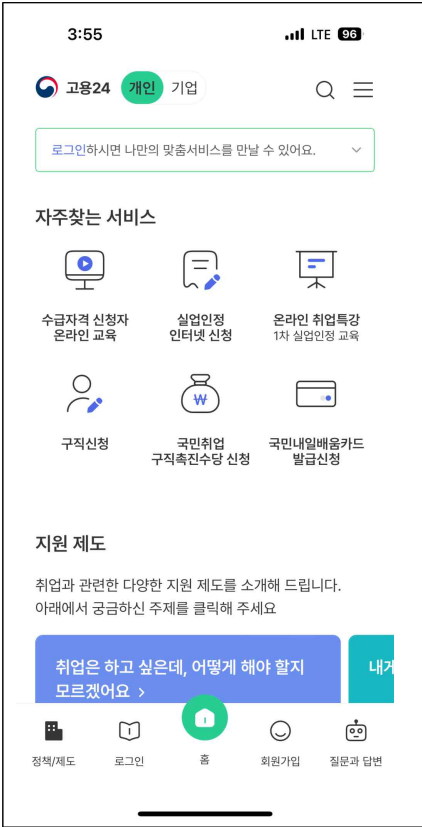 3:55 LTE 96
고용24 개인 기업
로그인하시면 나만의 맞춤서비스를 만날 수 있어요.
자주찾는 서비스
수급자격 신청자
온라인 교육
실업인정
인터넷 신청
온라인 취업특강
1차 실업인정 교육
구직신청
국민취업
구직촉진수당 신청
국민내일배움카드
발급신청
지원 제도
취업과 관련한 다양한 지원 제도를 소개해 드립니다.
아래에서 궁금하신 주제를 클릭해 주세요
취업은 하고 싶은데, 어떻게 해야 할지
모르겠어요 >
내게
정책/제도 로그인 홈 회원가입 질문과 답변